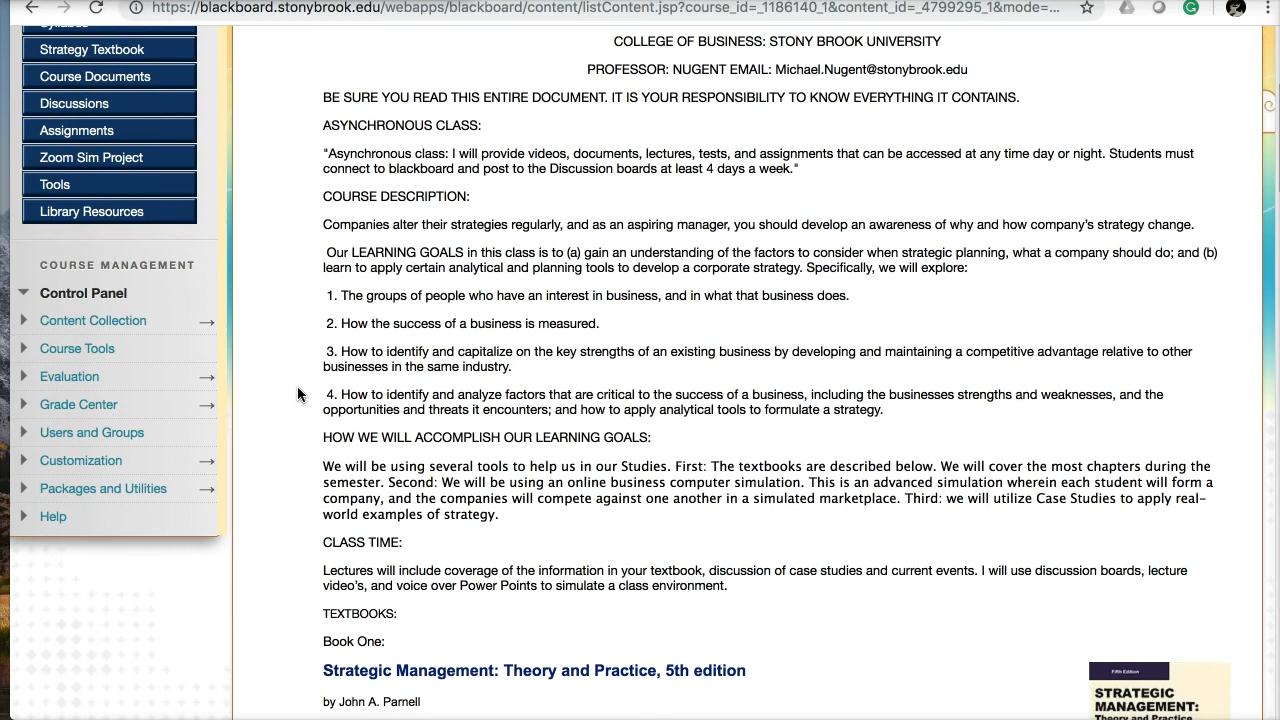 https://blackboard.stonybrook.edu/webapps/blackboard/content/listContent.jsp?course_id=_1186140_1&content_id=_4799295_1&mode=...
Syllabus
Strategy Textbook
Course Documents
Discussions
Assignments
Zoom Sim Project
Tools
Library Resources
COURSE MANAGEMENT
Control Panel
Content Collection
Course Tools
Evaluation
Grade Center
Users and Groups
Customization
Packages and Utilities
Help
COLLEGE OF BUSINESS: STONY BROOK UNIVERSITY
PROFESSOR: NUGENT EMAIL: Michael.Nugent@stonybrook.edu
BE SURE YOU READ THIS ENTIRE DOCUMENT. IT IS YOUR RESPONSIBILITY TO KNOW EVERYTHING IT CONTAINS.
ASYNCHRONOUS CLASS:
"Asynchronous class: I will provide videos, documents, lectures, tests, and assignments that can be accessed at any time day or night. Students must
connect to blackboard and post to the Discussion boards at least 4 days a week."
COURSE DESCRIPTION:
Companies alter their strategies regularly, and as an aspiring manager, you should develop an awareness of why and how company's strategy change.
Our LEARNING GOALS in this class is to (a) gain an understanding of the factors to consider when strategic planning, what a company should do; and (b)
learn to apply certain analytical and planning tools to develop a corporate strategy. Specifically, we will explore:
1. The groups of people who have an interest in business, and in what that business does.
2. How the success of a business is measured.
3. How to identify and capitalize on the key strengths of an existing business by developing and maintaining a competitive advantage relative to other
businesses in the same industry.
4. How to identify and analyze factors that are critical to the success of a business, including the businesses strengths and weaknesses, and the
opportunities and threats it encounters; and how to apply analytical tools to formulate a strategy.
HOW WE WILL ACCOMPLISH OUR LEARNING GOALS:
We will be using several tools to help us in our Studies. First: The textbooks are described below. We will cover the most chapters during the
semester. Second: We will be using an online business computer simulation. This is an advanced simulation wherein each student will form a
company, and the companies will compete against one another in a simulated marketplace. Third: we will utilize Case Studies to apply real-
world examples of strategy.
CLASS TIME:
Lectures will include coverage of the information in your textbook, discussion of case studies and current events. I will use discussion boards, lecture
video's, and voice over Power Points to simulate a class environment.
TEXTBOOKS:
Book One:
Strategic Management: Theory and Practice, 5th edition
by John A. Parnell
Fifth Edition
STRATEGIC
MANAGEMENT:
Theory and Practice